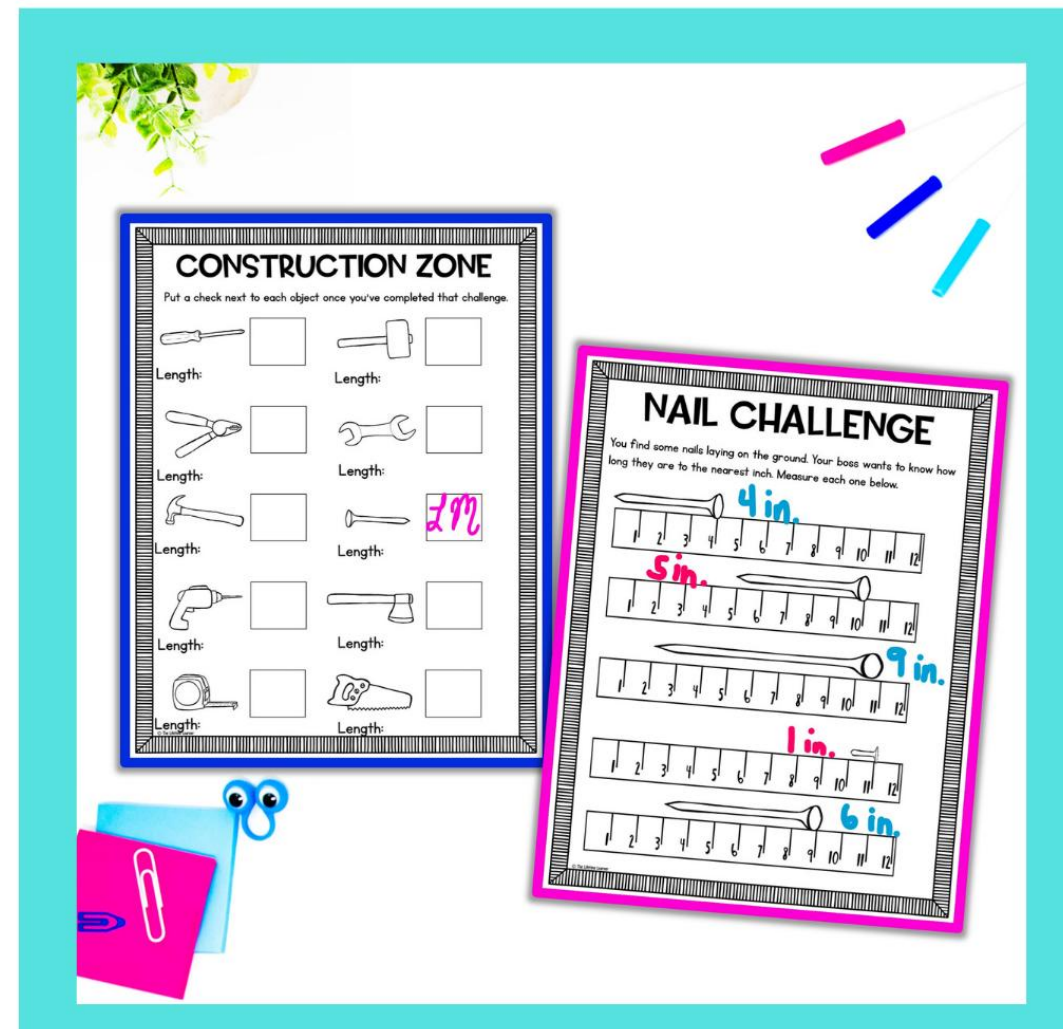 CONSTRUCTION ZONE
Put a check next to each object once you've completed that challenge.
Length: Length:
Length: Length:
Length: Length:
Length: Length:
Length: Length:
© The Lifetime Learner
NAIL CHALLENGE
You find some nails laying on the ground. Your boss wants to know how
long they are to the nearest inch. Measure each one below.
4 in.
1 2 3 4 5 6 7 8 9 10 11 12
5 in.
1 2 3 4 5 6 7 8 9 10 11 12
9 in.
1 2 3 4 5 6 7 8 9 10 11 12
1 in.
1 2 3 4 5 6 7 8 9 10 11 12
6 in.
1 2 3 4 5 6 7 8 9 10 11 12
© The Lifetime Learner